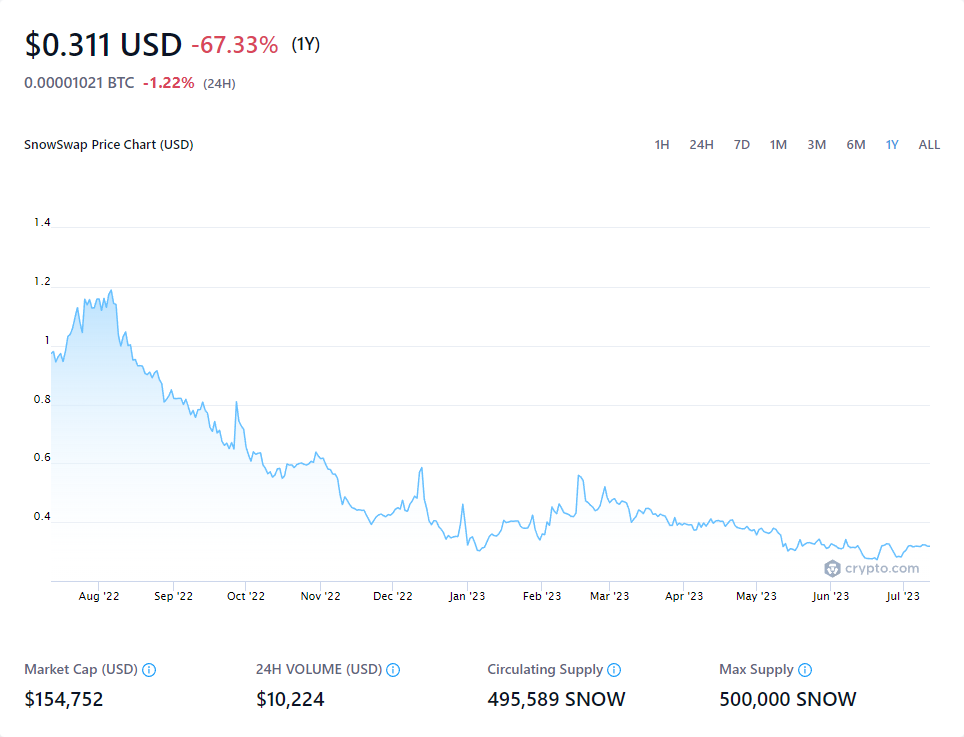 $0.311 USD -67.33% (1Y)
0.00001021 BTC -1.22% (24H)
SnowSwap Price Chart (USD) 1H 24H 7D 1M 3M 6M 1Y ALL
1.4
1.2
1
0.8
0.6
0.4
crypto.com
Aug '22 Sep '22 Oct '22 Nov '22 Dec '22 Jan '23 Feb '23 Mar '23 Apr '23 May '23 Jun '23 Jul '23
Market Cap (USD) 24H VOLUME (USD) Circulating Supply Max Supply
$154,752 $10,224 495,589 SNOW 500,000 SNOW